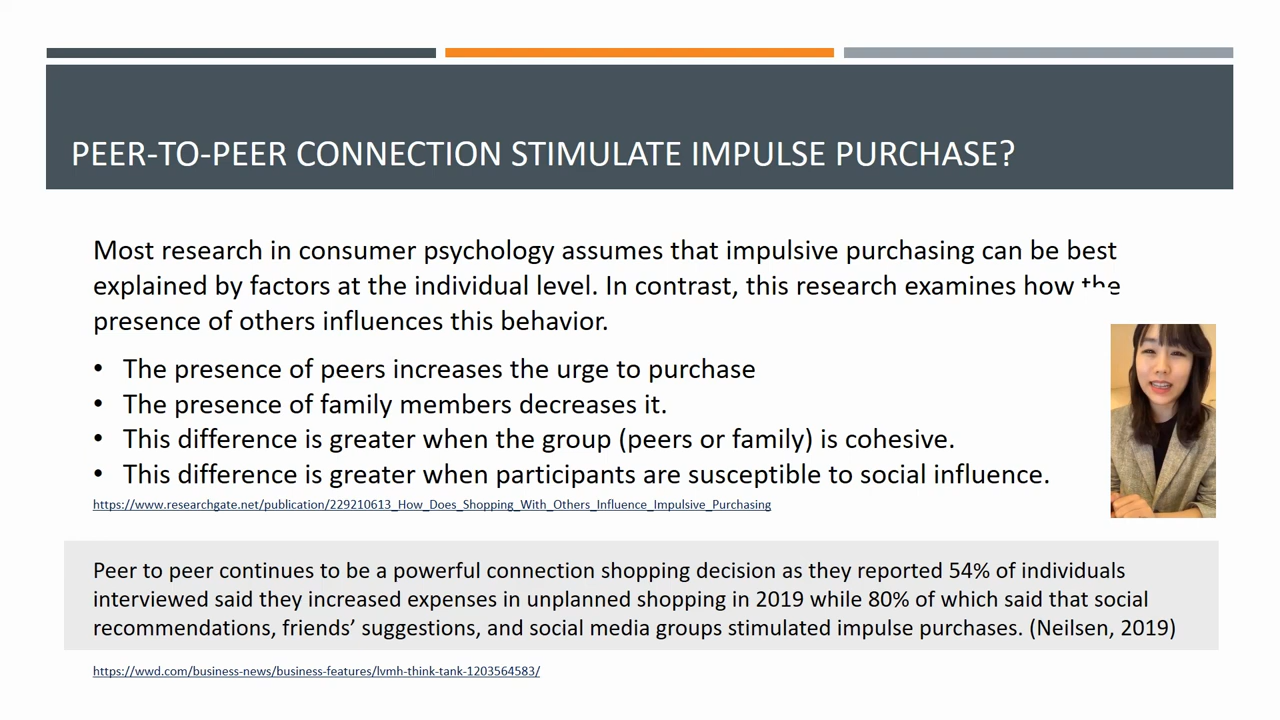 PEER-TO-PEER CONNECTION STIMULATE IMPULSE PURCHASE?
Most research in consumer psychology assumes that impulsive purchasing can be best
explained by factors at the individual level. In contrast, this research examines how the
presence of others influences this behavior.
• The presence of peers increases the urge to purchase
• The presence of family members decreases it.
• This difference is greater when the group (peers or family) is cohesive.
• This difference is greater when participants are susceptible to social influence.
https://www.researchgate.net/publication/229210613_How_Does_Shopping_With_Others_Influence_Impulsive_Purchasing
Peer to peer continues to be a powerful connection shopping decision as they reported 54% of individuals
interviewed said they increased expenses in unplanned shopping in 2019 while 80% of which said that social
recommendations, friends’ suggestions, and social media groups stimulated impulse purchases. (Neilsen, 2019)
https://wwd.com/business-news/business-features/lvmh-think-tank-1203564583/